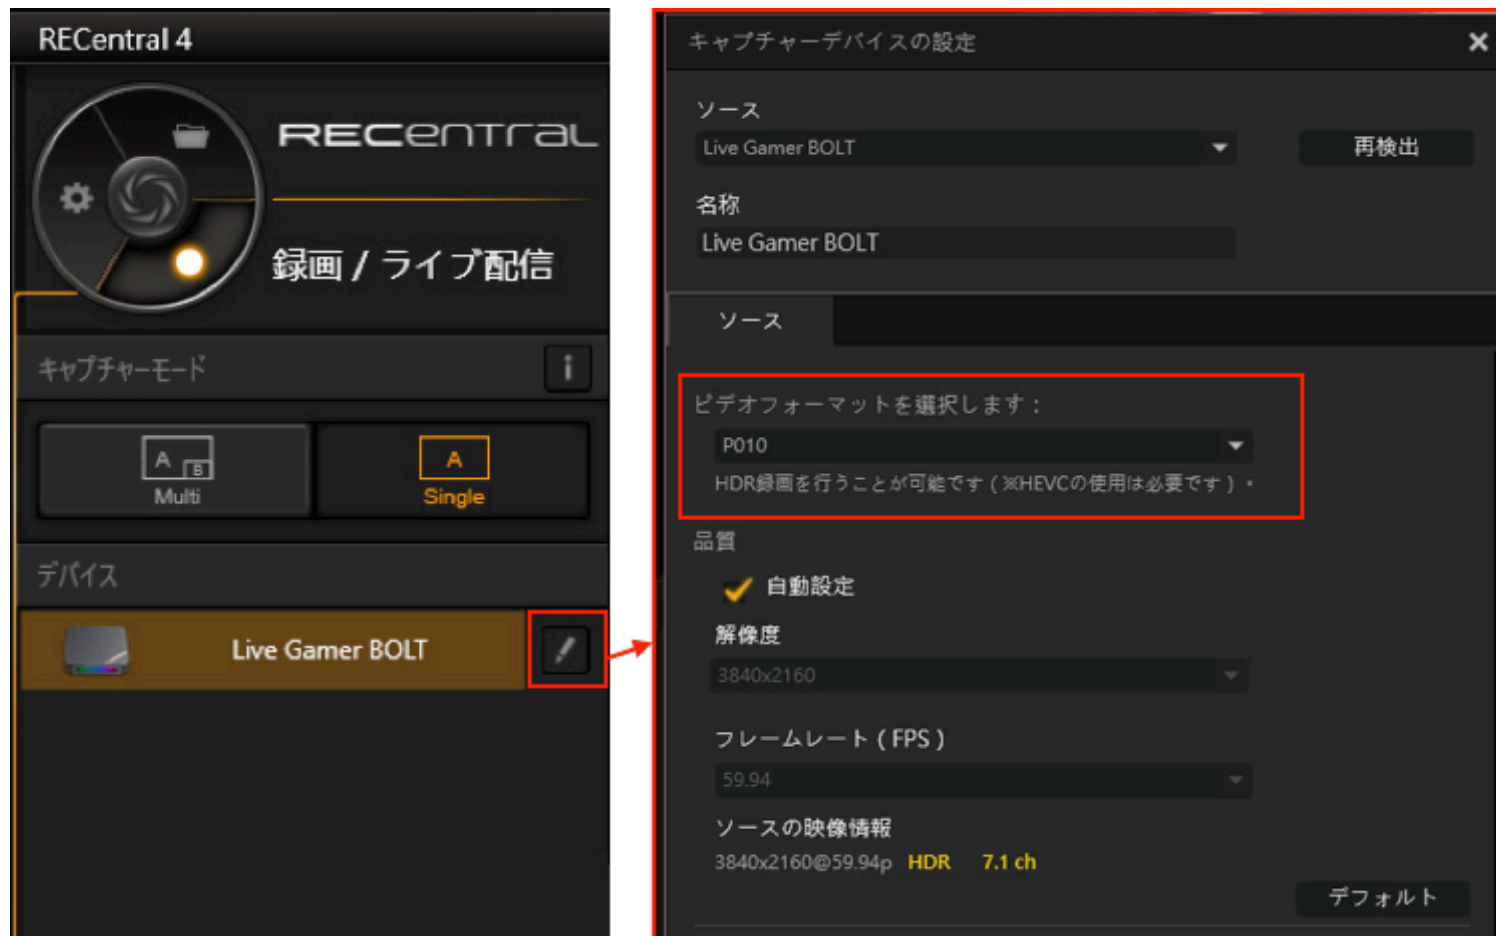 RECentral 4
RECentral
録画 / ライブ配信
キャプチャーモード
i
A B
Multi
A
Single
デバイス
Live Gamer BOLT
キャプチャーデバイスの設定
ソース
Live Gamer BOLT
再検出
名称
Live Gamer BOLT
ソース
ビデオフォーマットを選択します：
P010
HDR録画を行うことが可能です（※HEVCの使用は必要です）。
品質
自動設定
解像度
3840x2160
フレームレート ( FPS )
59.94
ソースの映像情報
3840x2160@59.94p HDR 7.1 ch
デフォルト